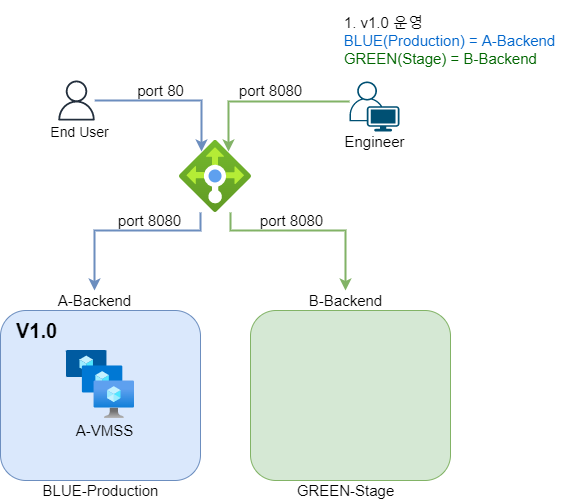 1. v1.0 운영
BLUE(Production) = A-Backend
GREEN(Stage) = B-Backend
port 80
port 8080
End User
Engineer
port 8080
port 8080
A-Backend
B-Backend
V1.0
A-VMSS
BLUE-Production
GREEN-Stage